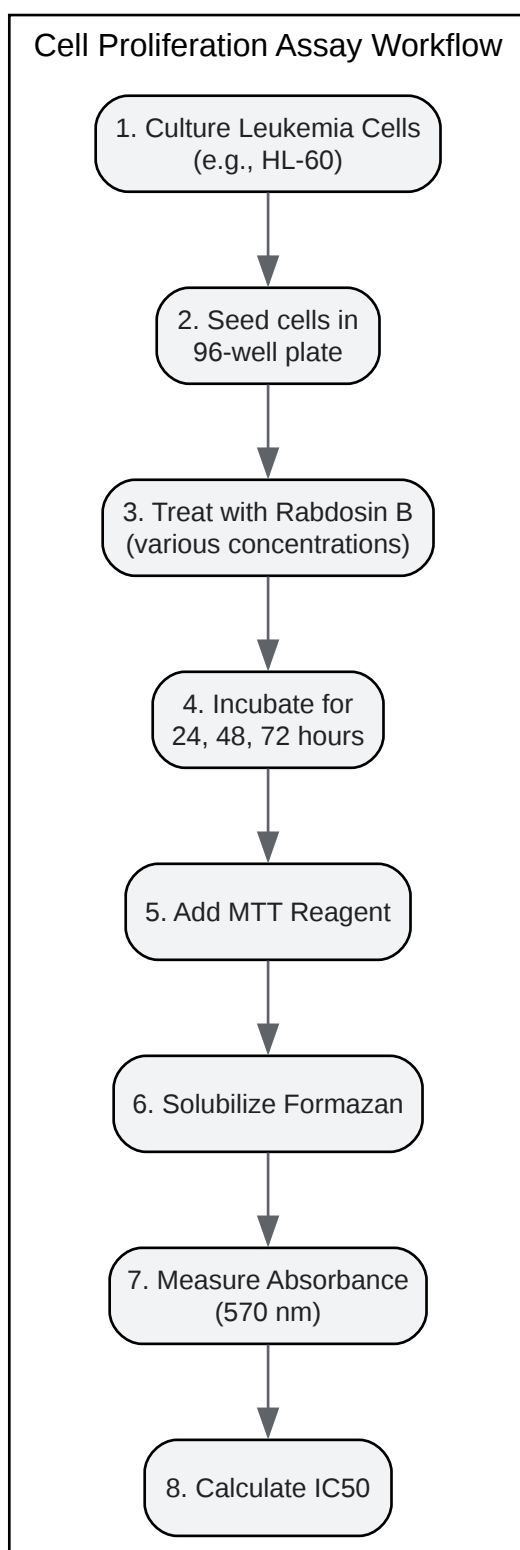 Cell Proliferation Assay Workflow
1. Culture Leukemia Cells
(e.g., HL-60)
2. Seed cells in
96-well plate
3. Treat with Rabdosin B
(various concentrations)
4. Incubate for
24, 48, 72 hours
5. Add MTT Reagent
6. Solubilize Formazan
7. Measure Absorbance
(570 nm)
8. Calculate IC50